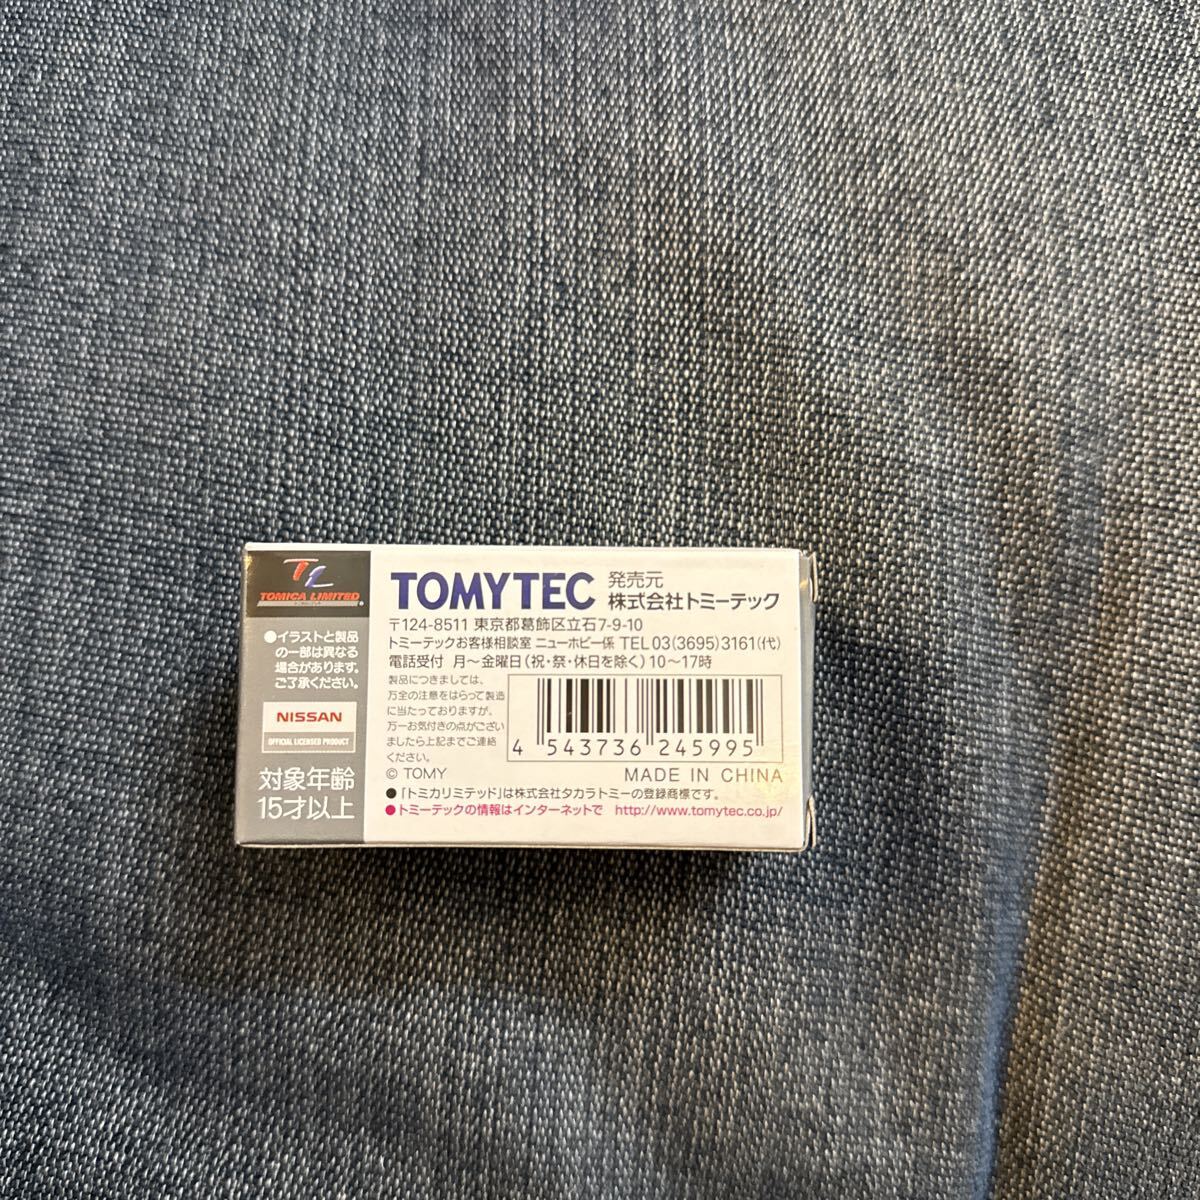 TL
TOMICA LIMITED
●イラストと製品
の一部は異なる
場合があります。
ご了承ください。
NISSAN
OFFICIAL LICENSED PRODUCT
対象年齢
15才以上
TOMYTEC 発売元
株式会社トミーテック
〒124-8511 東京都葛飾区立石7-9-10
トミーテックお客様相談室 ニューホビー係 TEL 03(3695)3161(代)
電話受付 月～金曜日(祝・祭・休日を除く)10～17時
製品につきましては、
万全の注意をはらって製造
に当たっておりますが、
万一お気付きの点がござい
ましたら上記までご連絡
ください。
4 543736 245995
© TOMY MADE IN CHINA
●「トミカリミテッド」は株式会社タカラトミーの登録商標です。
●トミーテックの情報はインターネットで http://www.tomytec.co.jp/